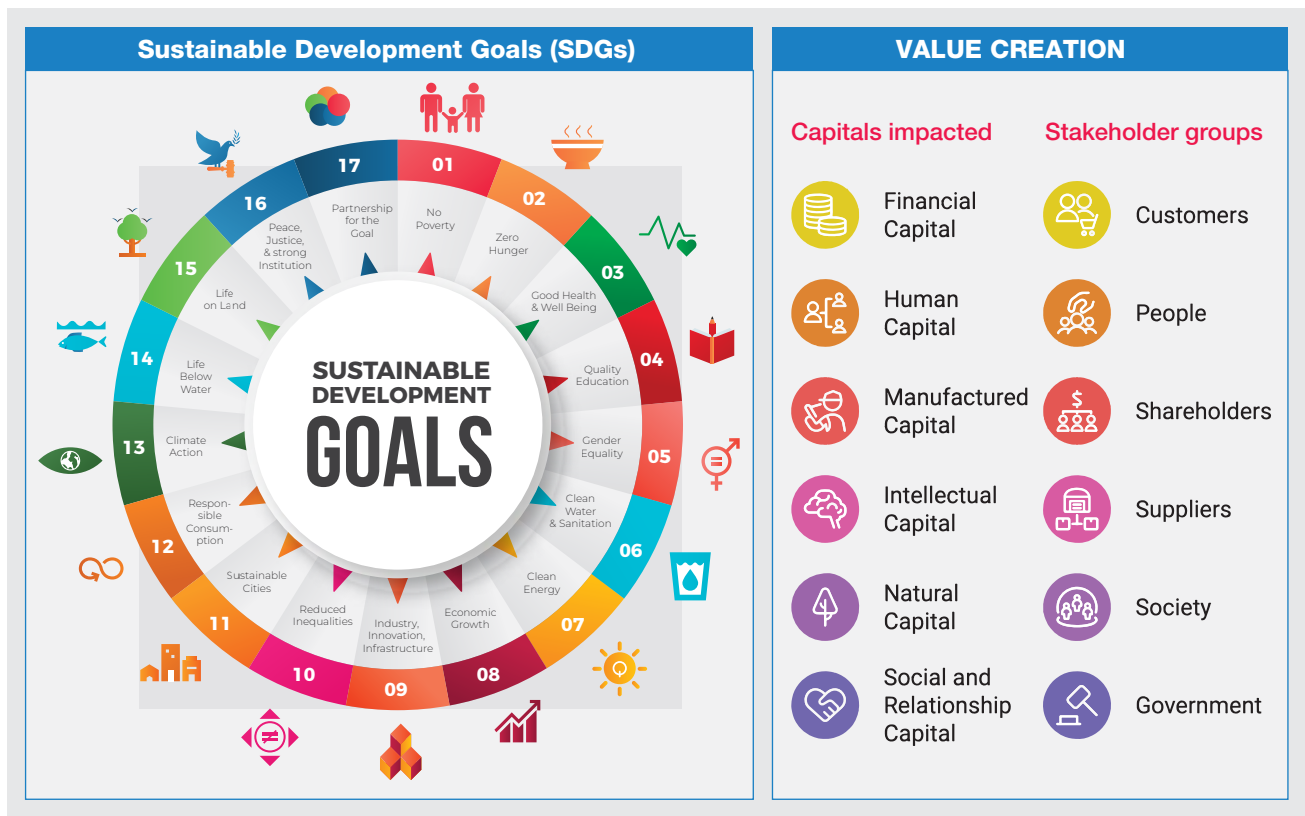 Sustainable Development Goals (SDGs)
17
01
02
03
04
05
06
07
08
09
10
11
12
13
14
15
16
No
Poverty
Zero
Hunger
Good Health
& Well Being
Quality
Education
Gender
Equality
Clean
Water
& Sanitation
Clean
Energy
Economic
Growth
Industry,
Innovation,
Infrastructure
Reduced
Inequalities
Sustainable
Cities
Respon-
sible
Consum-
ption
Climate
Action
Life
Below
Water
Life
on Land
Peace,
Justice,
& strong
Institution
Partnership
for the
Goal
SUSTAINABLE
DEVELOPMENT
GOALS
VALUE CREATION
Capitals impacted
Financial
Capital
Human
Capital
Manufactured
Capital
Intellectual
Capital
Natural
Capital
Social and
Relationship
Capital
Stakeholder groups
Customers
People
Shareholders
Suppliers
Society
Government